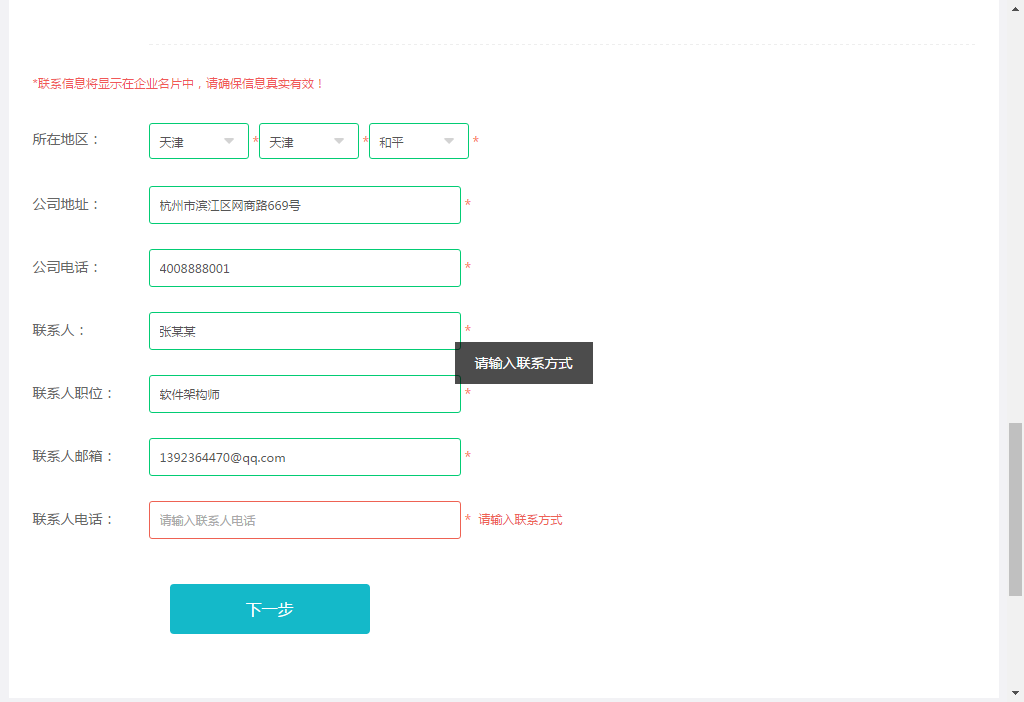 *联系信息将显示在企业名片中，请确保信息真实有效！
所在地区： 天津 * 天津 * 和平 *
公司地址： 杭州市滨江区网商路669号 *
公司电话： 4008888001 *
联系人： 张某某 *
请输入联系方式
联系人职位： 软件架构师 *
联系人邮箱： 1392364470@qq.com *
联系人电话： 请输入联系人电话 * 请输入联系方式
下一步